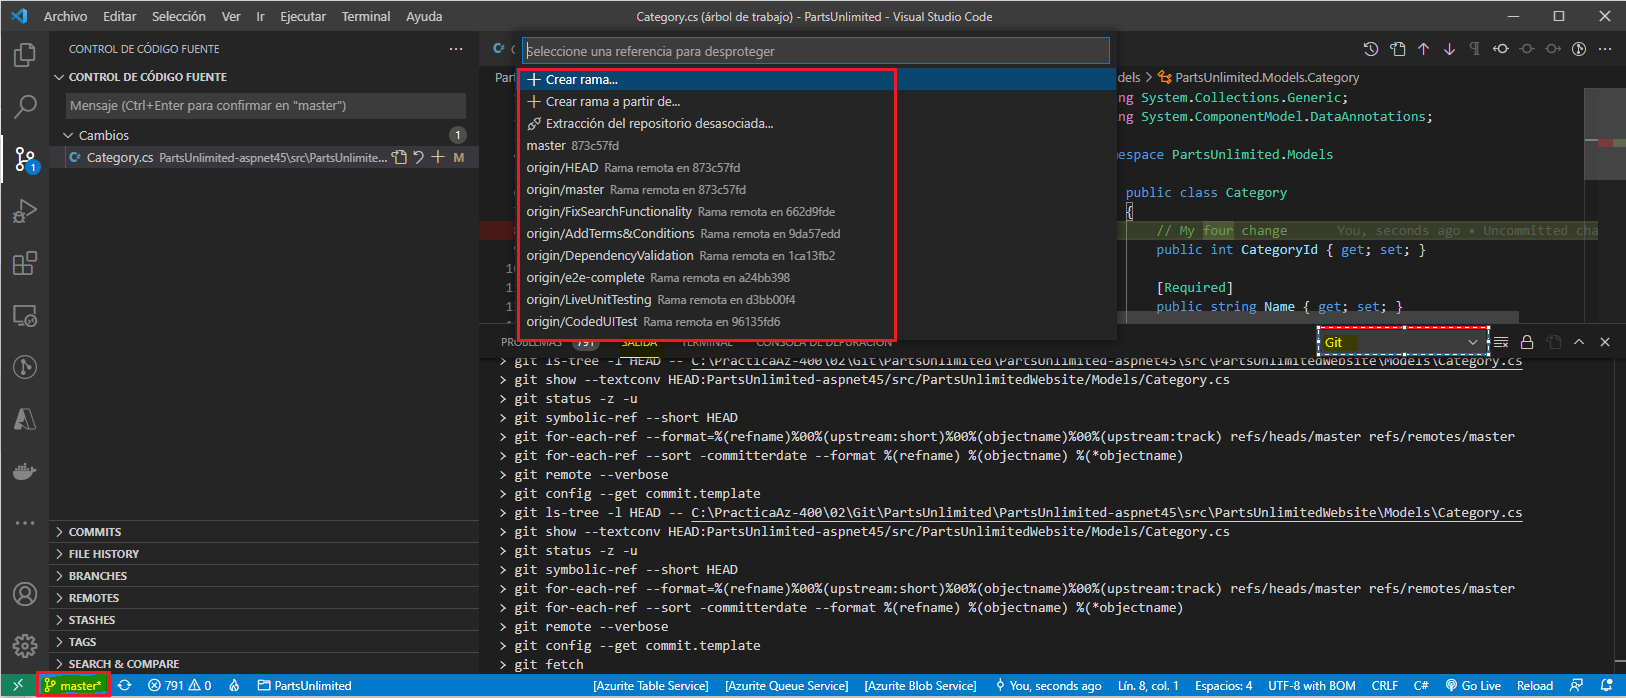 Archivo Editar Selección Ver Ir Ejecutar Terminal Ayuda
Category.cs (árbol de trabajo) - PartsUnlimited - Visual Studio Code
CONTROL DE CÓDIGO FUENTE
CONTROL DE CÓDIGO FUENTE
Mensaje (Ctrl+Enter para confirmar en "master")
Cambios 1
Category.cs PartsUnlimited-aspnet45\src\PartsUnlimite... M
1
COMMITS
FILE HISTORY
BRANCHES
REMOTES
STASHES
TAGS
SEARCH & COMPARE
Seleccione una referencia para desproteger
Crear rama...
Crear rama a partir de...
Extracción del repositorio desasociada...
master 873c57fd
origin/HEAD Rama remota en 873c57fd
origin/master Rama remota en 873c57fd
origin/FixSearchFunctionality Rama remota en 662d9fde
origin/AddTerms&Conditions Rama remota en 9da57edd
origin/DependencyValidation Rama remota en 1ca13fb2
origin/e2e-complete Rama remota en a24bb398
origin/LiveUnitTesting Rama remota en d3bb00f4
origin/CodedUITest Rama remota en 96135fd6
Par
dels > PartsUnlimited.Models.Category
ng System.Collections.Generic;
ng System.ComponentModel.DataAnnotations;
espace PartsUnlimited.Models
public class Category
{
// My four change You, seconds ago • Uncommitted cha
public int CategoryId { get; set; }
[Required]
public string Name { get; set; }
PROBLEMAS 791 SALIDA TERMINAL CONSOLA DE DEPURACIÓN
Git
> git ls-tree -l HEAD -- C:\PracticaAz-400\02\Git\PartsUnlimited\PartsUnlimited-aspnet45\src\PartsUnlimitedWebsite\Models\Category.cs
> git show --textconv HEAD:PartsUnlimited-aspnet45/src/PartsUnlimitedWebsite/Models/Category.cs
> git status -z -u
> git symbolic-ref --short HEAD
> git for-each-ref --format=%(refname)%00%(upstream:short)%00%(objectname)%00%(upstream:track) refs/heads/master refs/remotes/master
> git for-each-ref --sort -committerdate --format %(refname) %(objectname) %(*objectname)
> git remote --verbose
> git config --get commit.template
> git ls-tree -l HEAD -- C:\PracticaAz-400\02\Git\PartsUnlimited\PartsUnlimited-aspnet45\src\PartsUnlimitedWebsite\Models\Category.cs
> git show --textconv HEAD:PartsUnlimited-aspnet45/src/PartsUnlimitedWebsite/Models/Category.cs
> git status -z -u
> git symbolic-ref --short HEAD
> git for-each-ref --format=%(refname)%00%(upstream:short)%00%(objectname)%00%(upstream:track) refs/heads/master refs/remotes/master
> git for-each-ref --sort -committerdate --format %(refname) %(objectname) %(*objectname)
> git remote --verbose
> git config --get commit.template
> git fetch
master* 791 0 PartsUnlimited [Azurite Table Service] [Azurite Queue Service] [Azurite Blob Service] You, seconds ago Lín. 8, col. 1 Espacios: 4 UTF-8 with BOM CRLF C# Go Live Reload